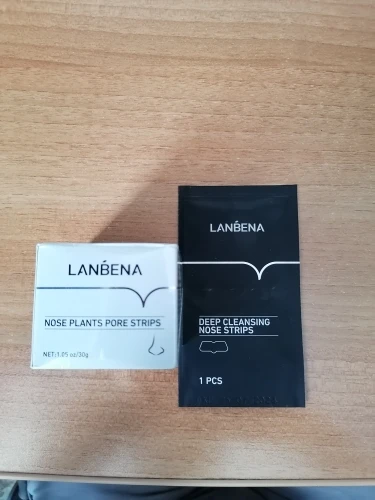 LANBENA
NOSE PLANTS PORE STRIPS
NET:1.05 oz/30g
LANBENA
DEEP CLEANSING
NOSE STRIPS
1 PCS